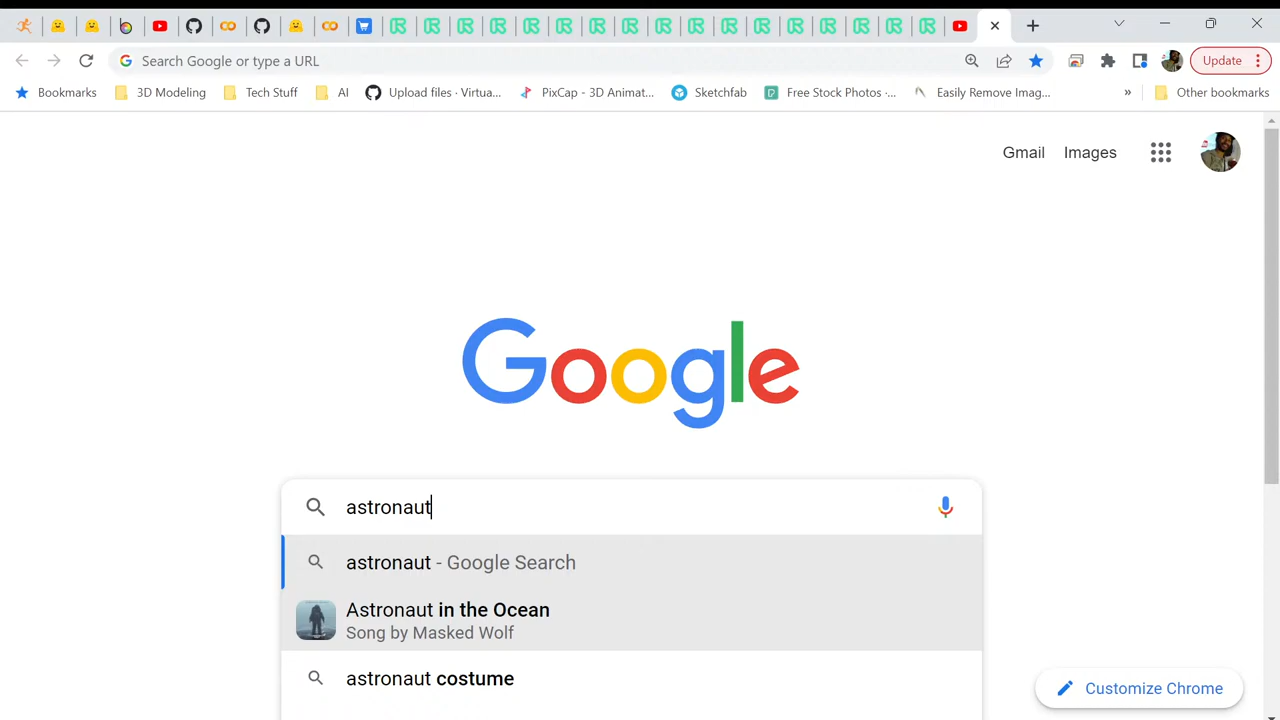 Search Google or type a URL
Update
Bookmarks
3D Modeling
Tech Stuff
AI
Upload files · Virtua...
PixCap - 3D Animat...
Sketchfab
Free Stock Photos ·...
Easily Remove Imag...
»
Other bookmarks
Gmail
Images
Google
astronaut
astronaut - Google Search
Astronaut in the Ocean
Song by Masked Wolf
astronaut costume
Customize Chrome